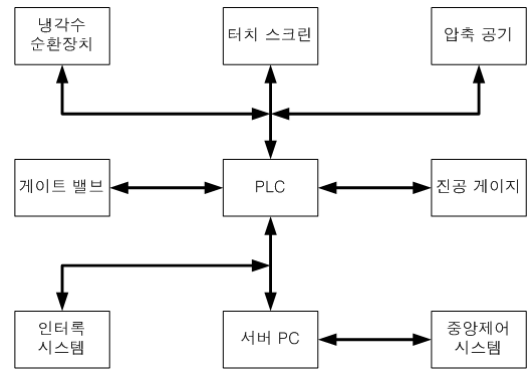 냉각수
순환장치
터치 스크린
압축 공기
게이트 밸브
PLC
진공 게이지
인터록
시스템
서버 PC
중앙제어
시스템